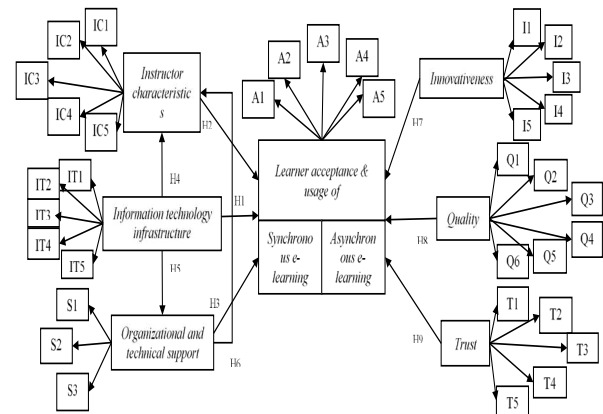 IC1
IC2
IC3
IC4
IC5
Instructor
characteristic
s
A1
A2
A3
A4
A5
I1
I2
I3
I4
I5
Innovativeness
H2
H7
Learner acceptance &
usage of
Synchrono
us e-
learning
Asynchron
ous e-
learning
IT1
IT2
IT3
IT4
IT5
Information technology
infrastructure
H4
H1
H5
H3
H6
S1
S2
S3
Organizational and
technical support
Q1
Q2
Q3
Q4
Q5
Q6
Quality
H8
H9
Trust
T1
T2
T3
T4
T5